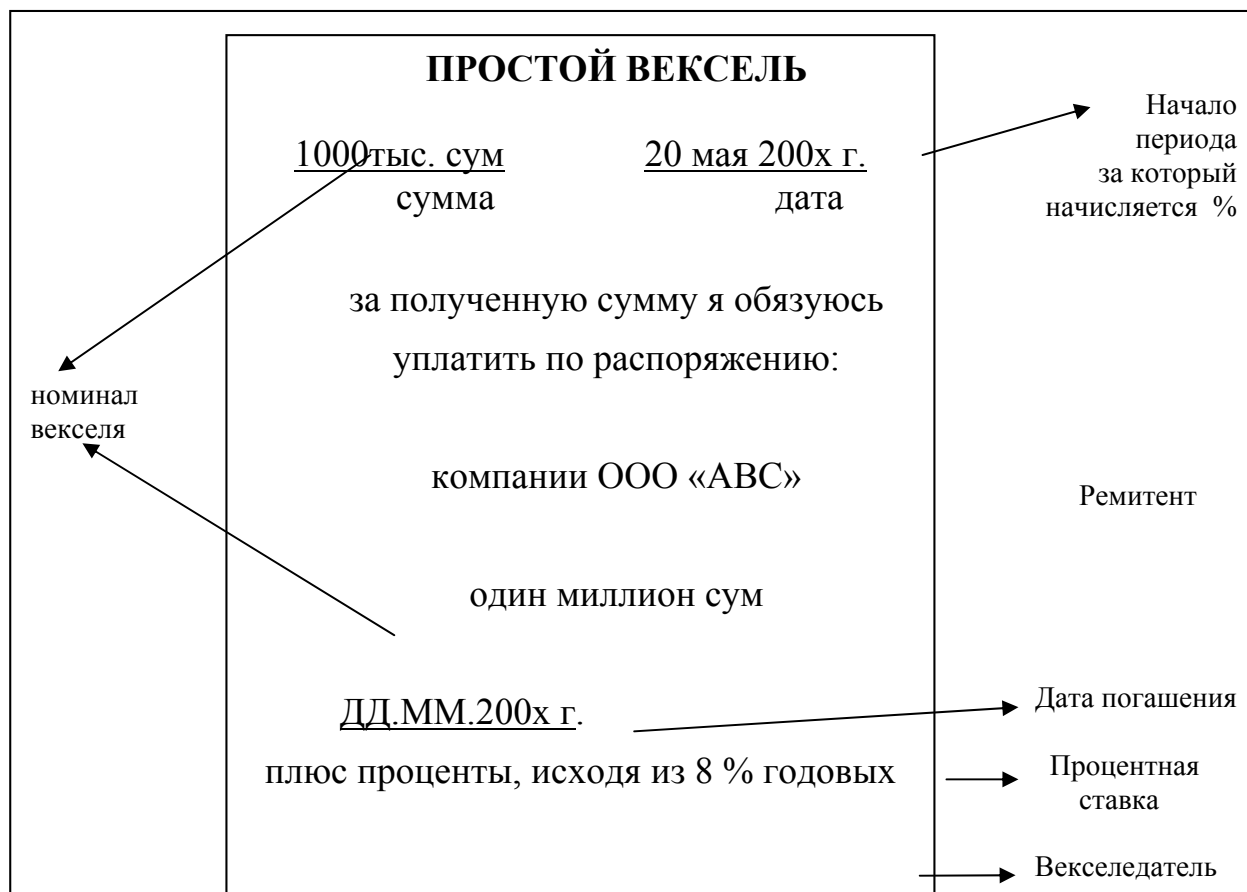 ПРОСТОЙ ВЕКСЕЛЬ
1000тыс. сум 20 мая 200х г.
сумма дата
Начало
периода
за который
начисляется %
за полученную сумму я обязуюсь
уплатить по распоряжению:
номинал
векселя
компании ООО «АВС»
Ремитент
один миллион сум
ДД.ММ.200х г.
Дата погашения
плюс проценты, исходя из 8 % годовых
Процентная
ставка
Векселедатель